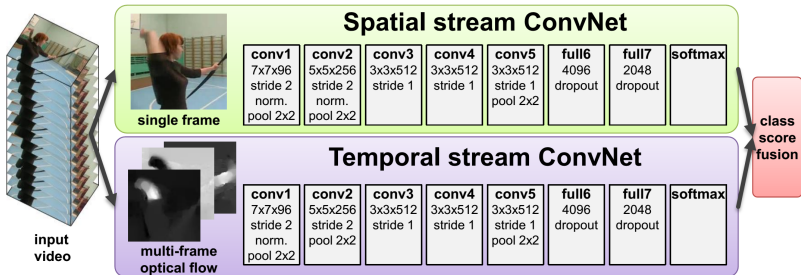 Spatial stream ConvNet
conv1
7x7x96
stride 2
norm.
pool 2x2
conv2
5x5x256
stride 2
norm.
pool 2x2
conv3
3x3x512
stride 1
conv4
3x3x512
stride 1
conv5
3x3x512
stride 1
pool 2x2
full6
4096
dropout
full7
2048
dropout
softmax
single frame
Temporal stream ConvNet
conv1
7x7x96
stride 2
norm.
pool 2x2
conv2
5x5x256
stride 2
pool 2x2
conv3
3x3x512
stride 1
conv4
3x3x512
stride 1
conv5
3x3x512
stride 1
pool 2x2
full6
4096
dropout
full7
2048
dropout
softmax
multi-frame
optical flow
input
video
class
score
fusion